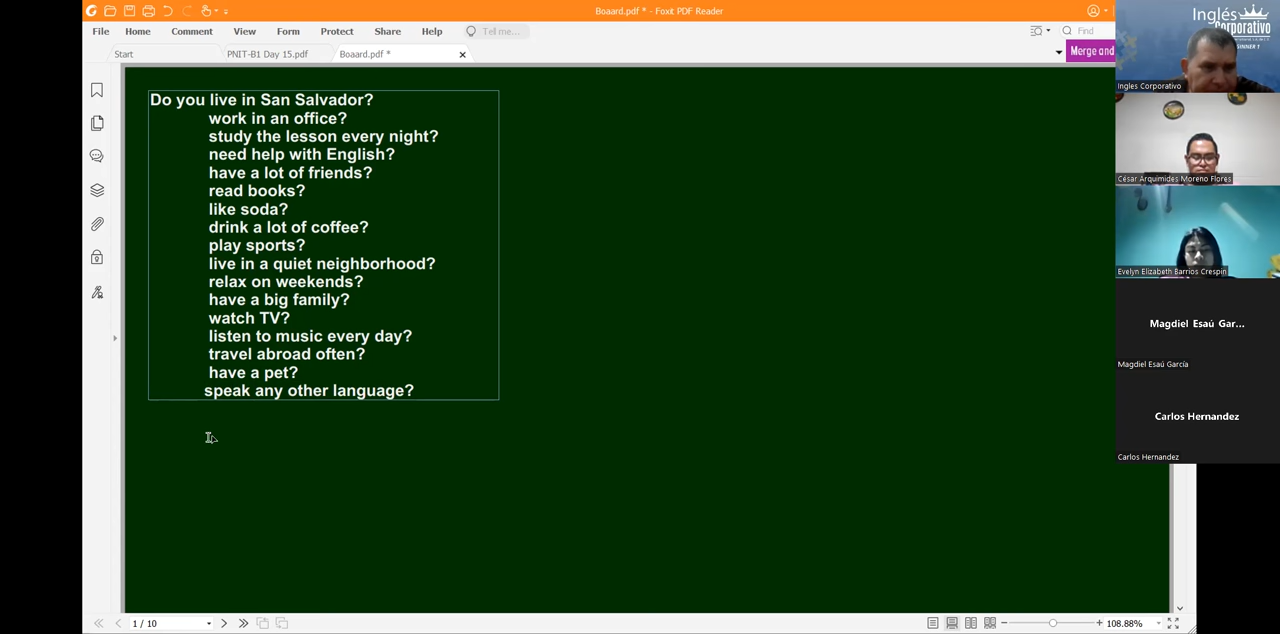 Boaard.pdf * - Foxit PDF Reader
File Home Comment View Form Protect Share Help Tell me... Find
Start PNIT-B1 Day 15.pdf Boaard.pdf *
Merge and
Do you live in San Salvador?
work in an office?
study the lesson every night?
need help with English?
have a lot of friends?
read books?
like soda?
drink a lot of coffee?
play sports?
live in a quiet neighborhood?
relax on weekends?
have a big family?
watch TV?
listen to music every day?
travel abroad often?
have a pet?
speak any other language?
1 / 10
108.88%
Inglés
Corporativo
Ingles Corporativo
César Arquimides Moreno Flores
Evelyn Elizabeth Barrios Crespin
Magdiel Esaú Gar...
Magdiel Esaú García
Carlos Hernandez
Carlos Hernandez